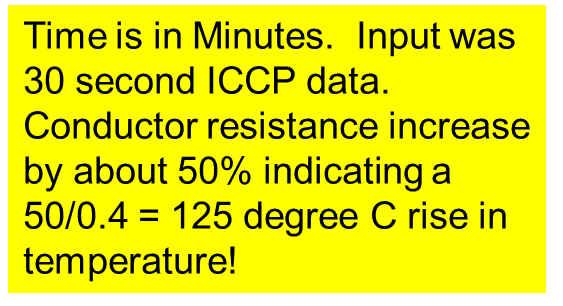 Time is in Minutes.  Input was
30 second ICCP data.
Conductor resistance increase
by about 50% indicating a
50/0.4 = 125 degree C rise in
temperature!